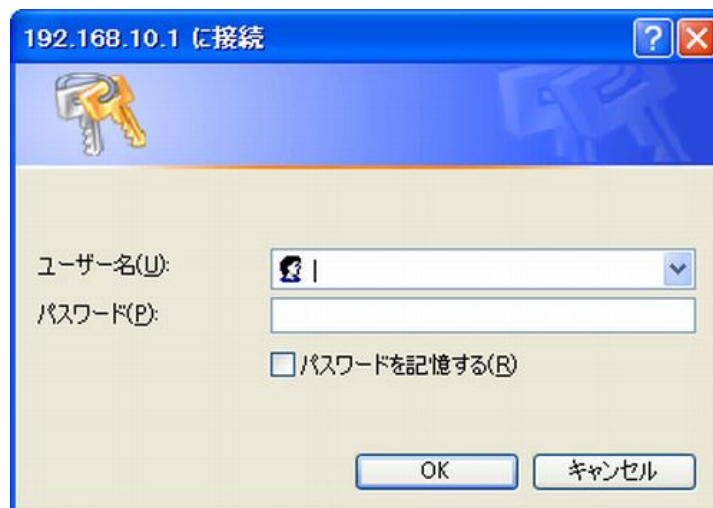 192.168.10.1 に接続
?
ユーザー名(U):
パスワード(P):
パスワードを記憶する(R)
OK
キャンセル